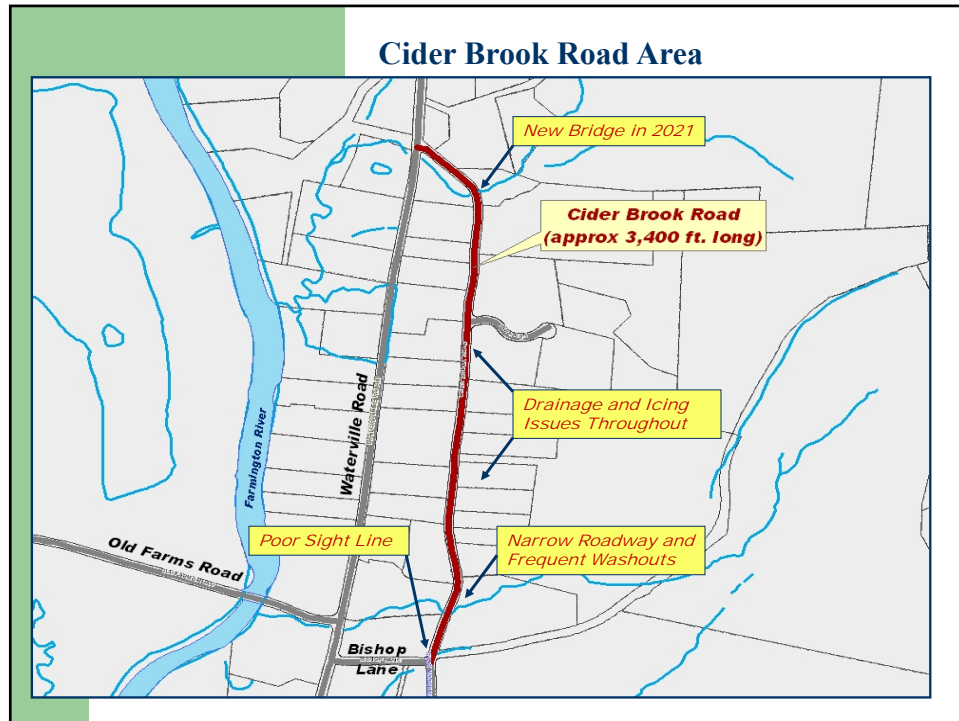 Cider Brook Road Area
New Bridge in 2021
Cider Brook Road
(approx 3,400 ft. long)
Waterville Road
Farmington River
Drainage and Icing
Issues Throughout
Poor Sight Line
Narrow Roadway and
Frequent Washouts
Old Farms Road
Bishop
Lane